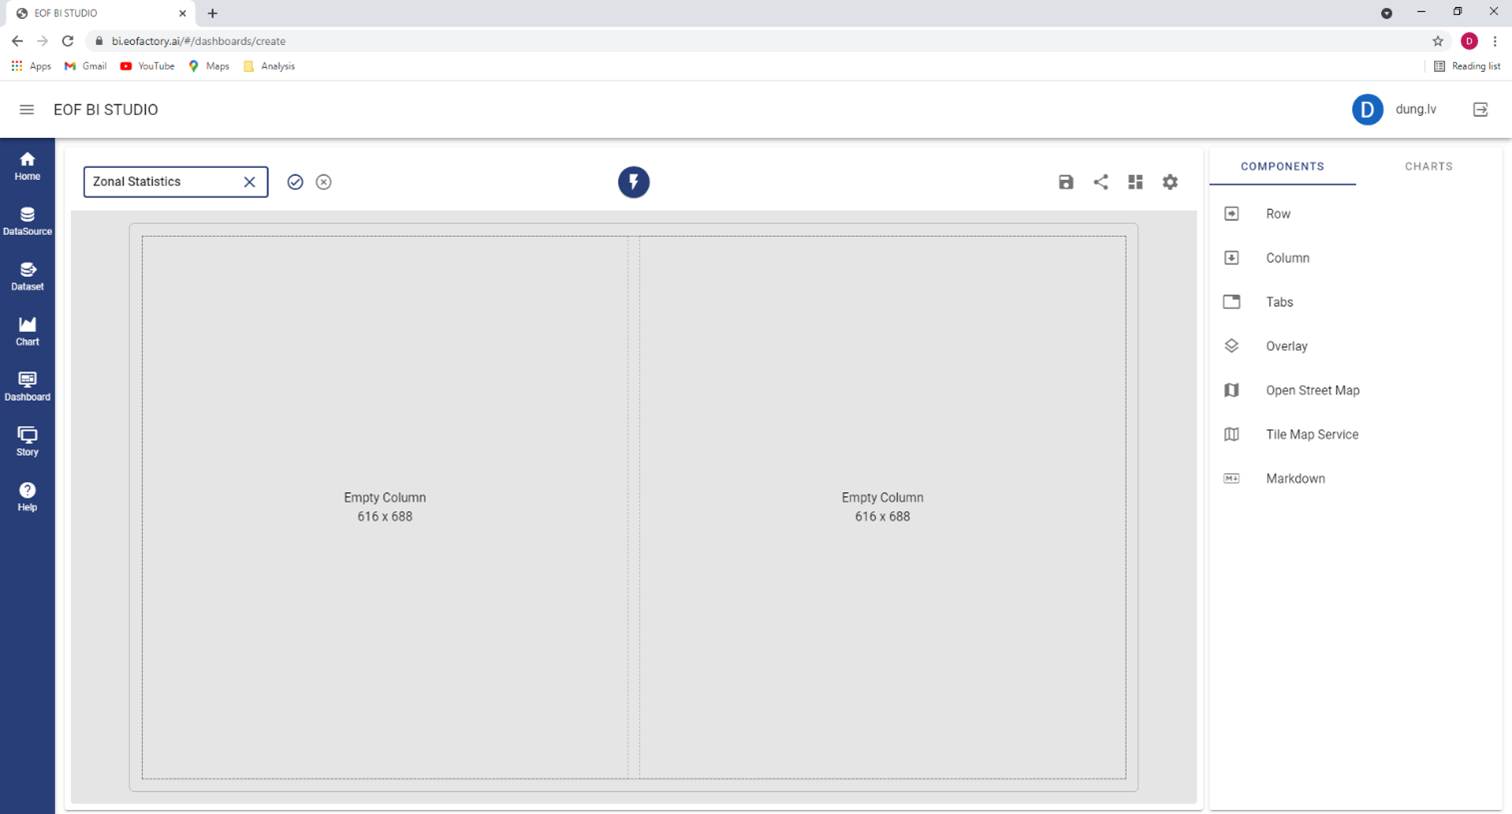 EOF BI STUDIO
bi.eofactory.ai/#/dashboards/create
D
Apps
Gmail
YouTube
Maps
Analysis
Reading list
EOF BI STUDIO
D
dung.lv
Home
DataSource
Dataset
Chart
Dashboard
Story
Help
Zonal Statistics
Empty Column
616 x 688
Empty Column
616 x 688
COMPONENTS
CHARTS
Row
Column
Tabs
Overlay
Open Street Map
Tile Map Service
Markdown